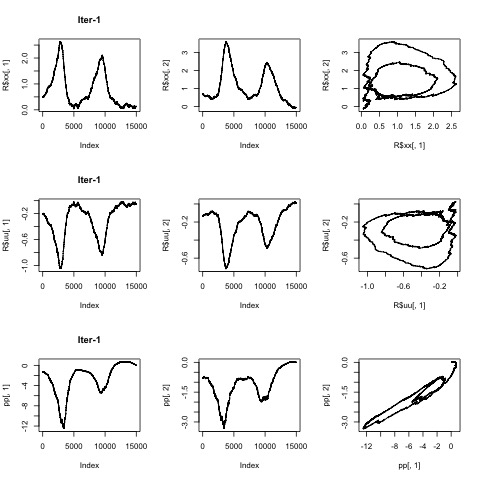 Iter-1
R$xx[, 1]
0.0 1.0 2.0
0 5000 10000 15000
Index
R$xx[, 2]
0 1 2 3
0 5000 10000 15000
Index
R$xx[, 2]
0 1 2 3
0.0 0.5 1.0 1.5 2.0 2.5
R$xx[, 1]
Iter-1
R$uu[, 1]
-1.0 -0.6 -0.2
0 5000 10000 15000
Index
R$uu[, 2]
-0.6 -0.2
0 5000 10000 15000
Index
R$uu[, 2]
-0.6 -0.2
-1.0 -0.6 -0.2
R$uu[, 1]
Iter-1
pp[, 1]
-12 -8 -4 0
0 5000 10000 15000
Index
pp[, 2]
-3.0 -1.5 0.0
0 5000 10000 15000
Index
pp[, 2]
-3.0 -1.5 0.0
-12 -8 -6 -4 -2 0
pp[, 1]